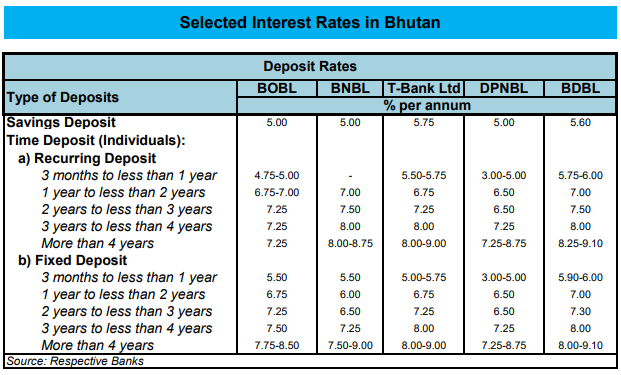 Selected Interest Rates in Bhutan
Deposit Rates
Type of Deposits BOBL BNBL T-Bank Ltd DPNBL BDBL
% per annum
Savings Deposit 5.00 5.00 5.75 5.00 5.60
Time Deposit (Individuals):
a) Recurring Deposit
3 months to less than 1 year 4.75-5.00 - 5.50-5.75 3.00-5.00 5.75-6.00
1 year to less than 2 years 6.75-7.00 7.00 6.75 6.50 7.00
2 years to less than 3 years 7.25 7.50 7.25 6.50 7.50
3 years to less than 4 years 7.25 8.00 8.00 7.25 8.00
More than 4 years 7.25 8.00-8.75 8.00-9.00 7.25-8.75 8.25-9.10
b) Fixed Deposit
3 months to less than 1 year 5.50 5.50 5.00-5.75 3.00-5.00 5.90-6.00
1 year to less than 2 years 6.75 6.00 6.75 6.50 7.00
2 years to less than 3 years 7.25 6.50 7.25 6.50 7.30
3 years to less than 4 years 7.50 7.25 8.00 7.25 8.00
More than 4 years 7.75-8.50 7.50-9.00 8.00-9.00 7.25-8.75 8.00-9.10
Source: Respective Banks